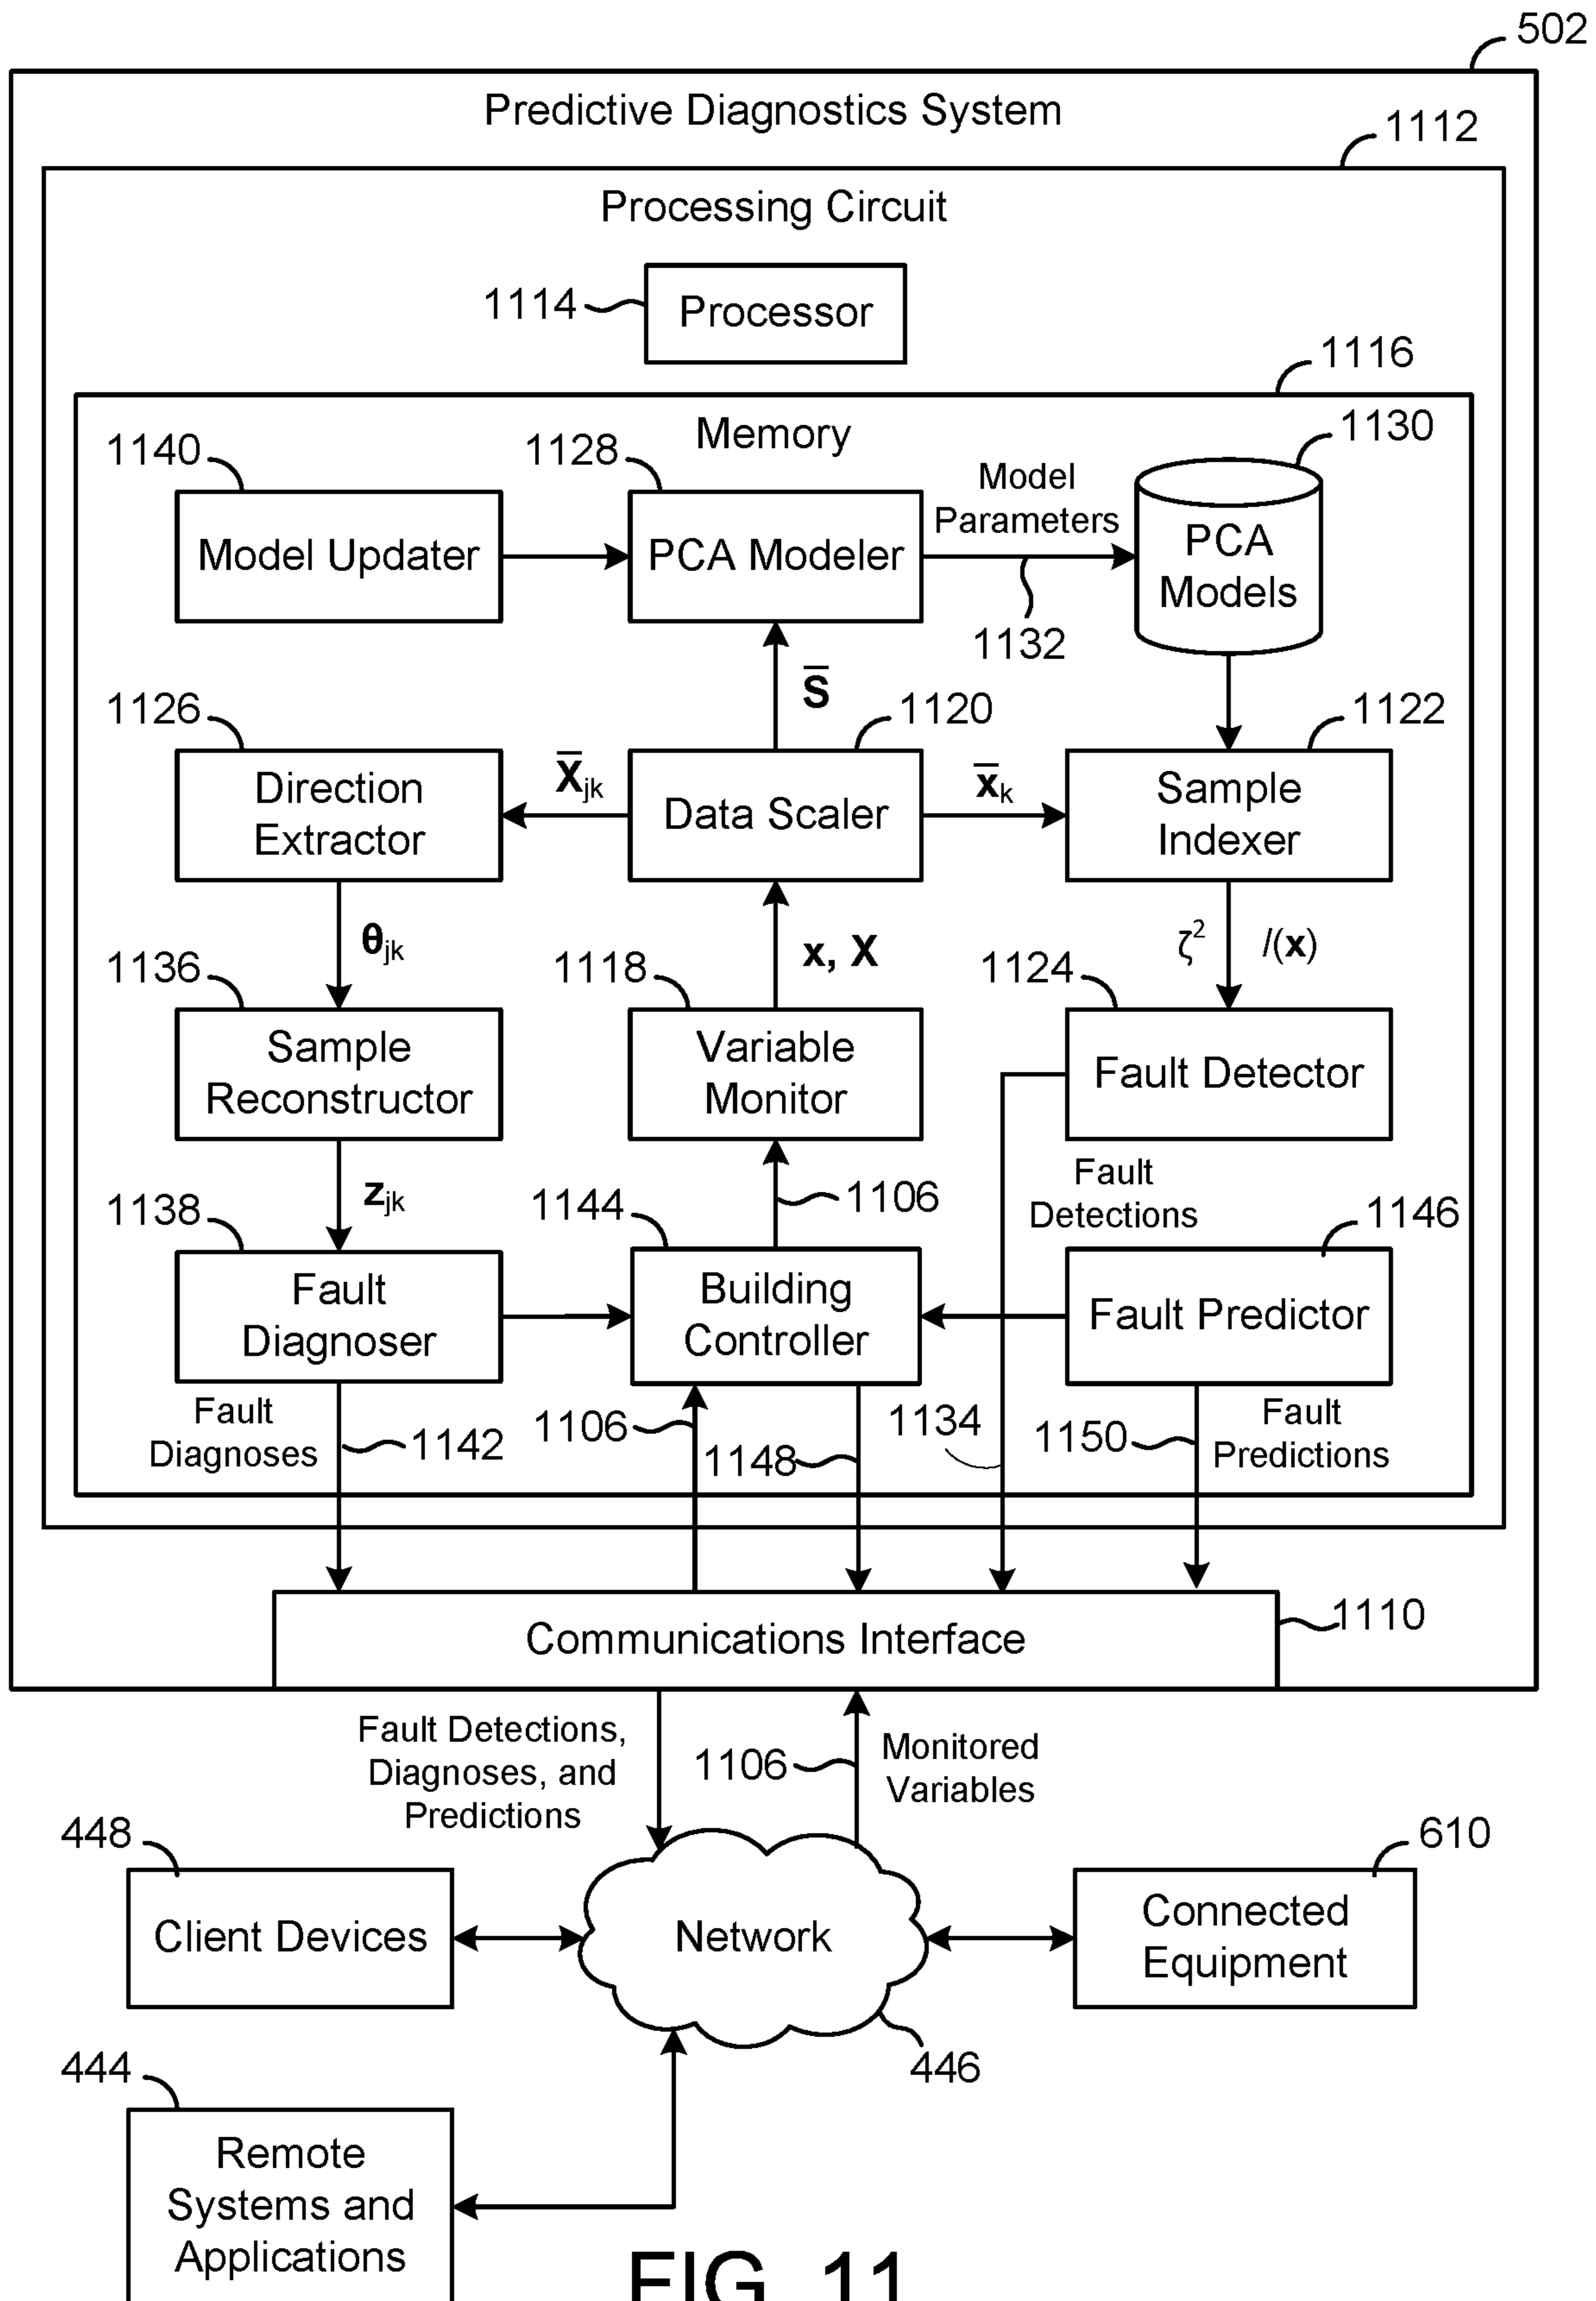 502
Predictive Diagnostics System
1112
Processing Circuit
1114
Processor
1116
Memory
1130
1140
1128
Model
Parameters
Model Updater
PCA Modeler
PCA
Models
1132
S̅
1126
1120
1122
Direction
Extractor
X̅jk
Data Scaler
x̅k
Sample
Indexer
θjk
x, X
ζ² I(x)
1136
1118
1124
Sample
Reconstructor
Variable
Monitor
Fault Detector
zjk
1106
Fault
Detections
1138
1144
1146
Fault
Diagnoser
Building
Controller
Fault Predictor
Fault
Diagnoses
1142
1106
1148
1134
1150
Fault
Predictions
Communications Interface
1110
Fault Detections,
Diagnoses, and
Predictions
1106
Monitored
Variables
448
610
Client Devices
Network
Connected
Equipment
444
446
Remote
Systems and
Applications
FIG. 11